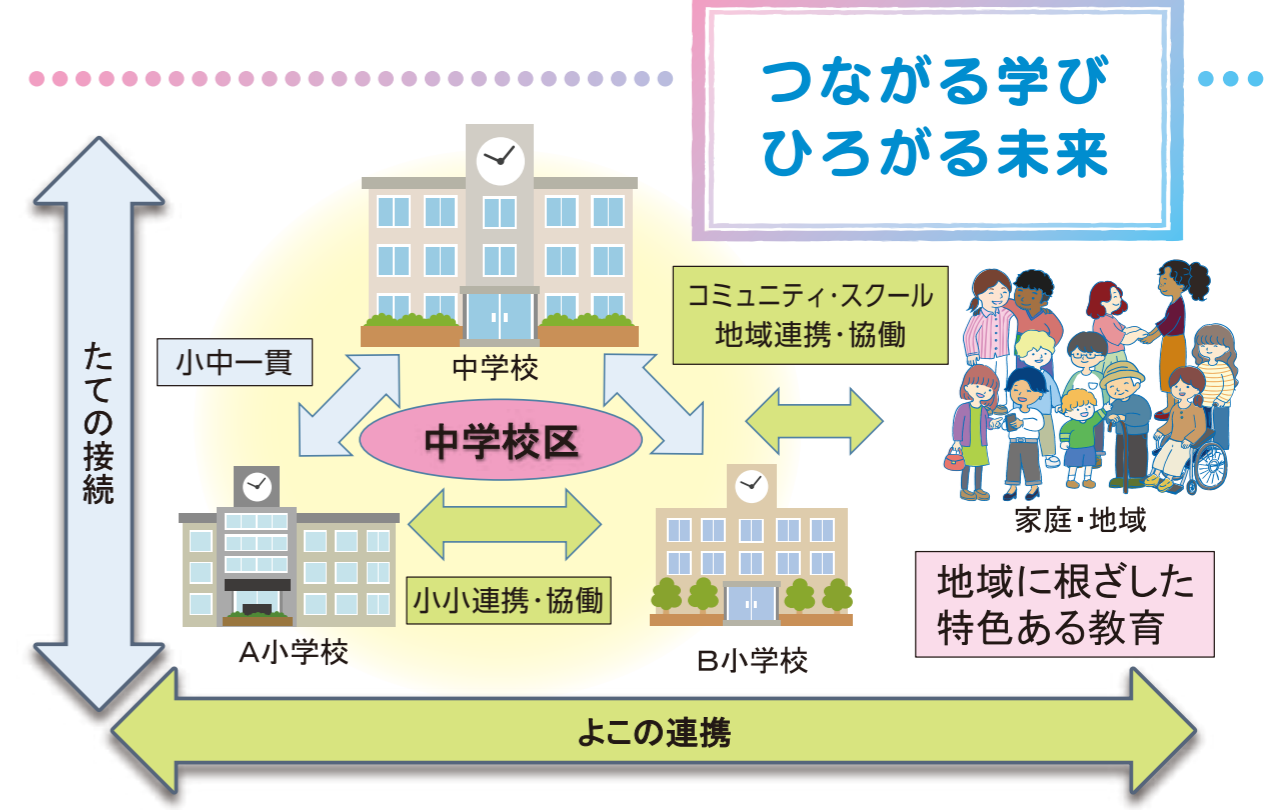 つながる学び
ひろがる未来
コミュニティ・スクール
地域連携・協働
小中一貫
中学校
たての接続
中学校区
家庭・地域
小小連携・協働
地域に根ざした
特色ある教育
A小学校
B小学校
よこの連携